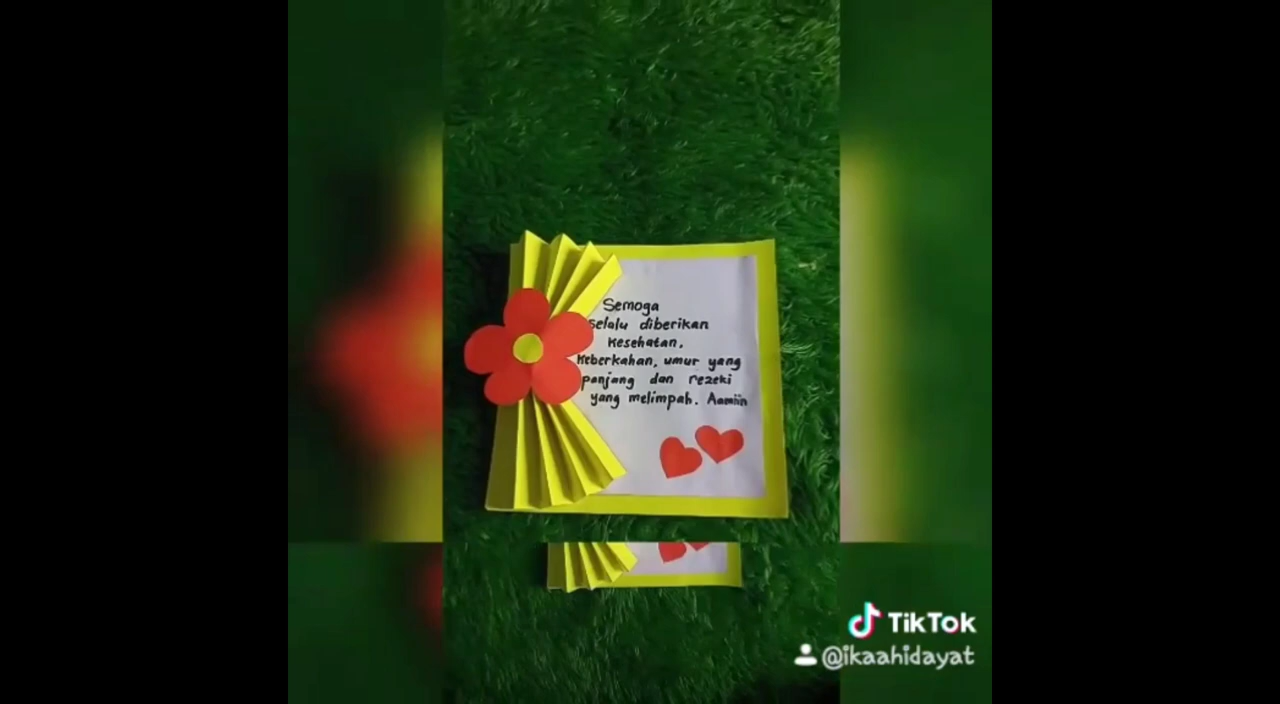 Semoga
selalu diberikan
kesehatan,
keberkahan, umur yang
panjang dan rezeki
yang melimpah. Aamiin
TikTok
@ikaahidayat